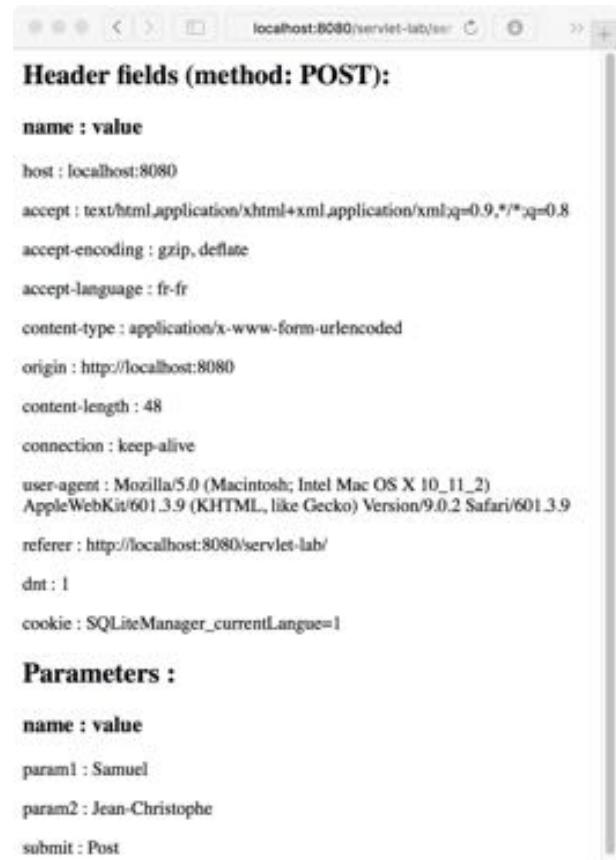 localhost:8080/servlet-lab/ser
Header fields (method: POST):
name : value
host : localhost:8080
accept : text/html,application/xhtml+xml,application/xml;q=0.9,*/*;q=0.8
accept-encoding : gzip, deflate
accept-language : fr-fr
content-type : application/x-www-form-urlencoded
origin : http://localhost:8080
content-length : 48
connection : keep-alive
user-agent : Mozilla/5.0 (Macintosh; Intel Mac OS X 10_11_2)
AppleWebKit/601.3.9 (KHTML, like Gecko) Version/9.0.2 Safari/601.3.9
referer : http://localhost:8080/servlet-lab/
dnt : 1
cookie : SQLiteManager_currentLangue=1
Parameters :
name : value
param1 : Samuel
param2 : Jean-Christophe
submit : Post